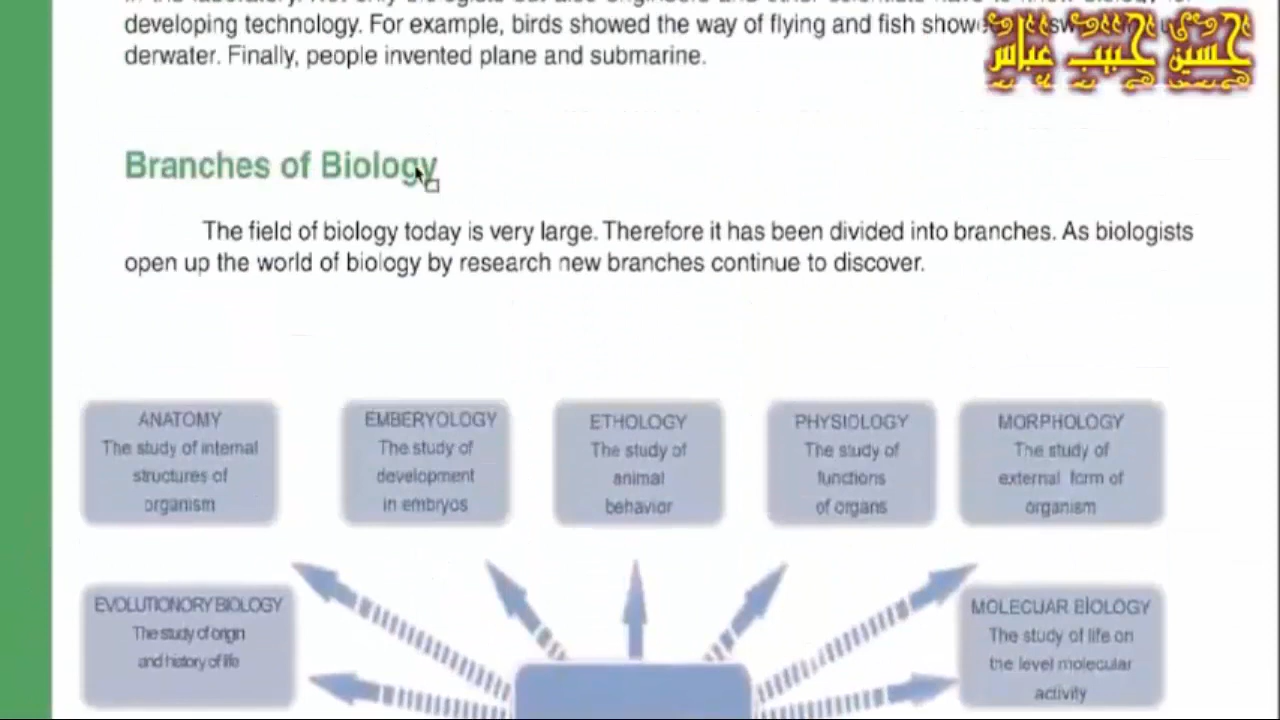 developing technology. For example, birds showed the way of flying and fish
derwater. Finally, people invented plane and submarine.
حسين حبيب عباس
Branches of Biology
The field of biology today is very large. Therefore it has been divided into branches. As biologists
open up the world of biology by research new branches continue to discover.
ANATOMY
The study of internal
structures of
organism
EMBERYOLOGY
The study of
development
in embryos
ETHOLOGY
The study of
animal
behavior
PHYSIOLOGY
The study of
functions
of organs
MORPHOLOGY
The study of
external form of
organism
EVOLUTIONORY BIOLOGY
The study of origin
and history of life
MOLECUAR BİOLOGY
The study of life on
the level molecular
activity